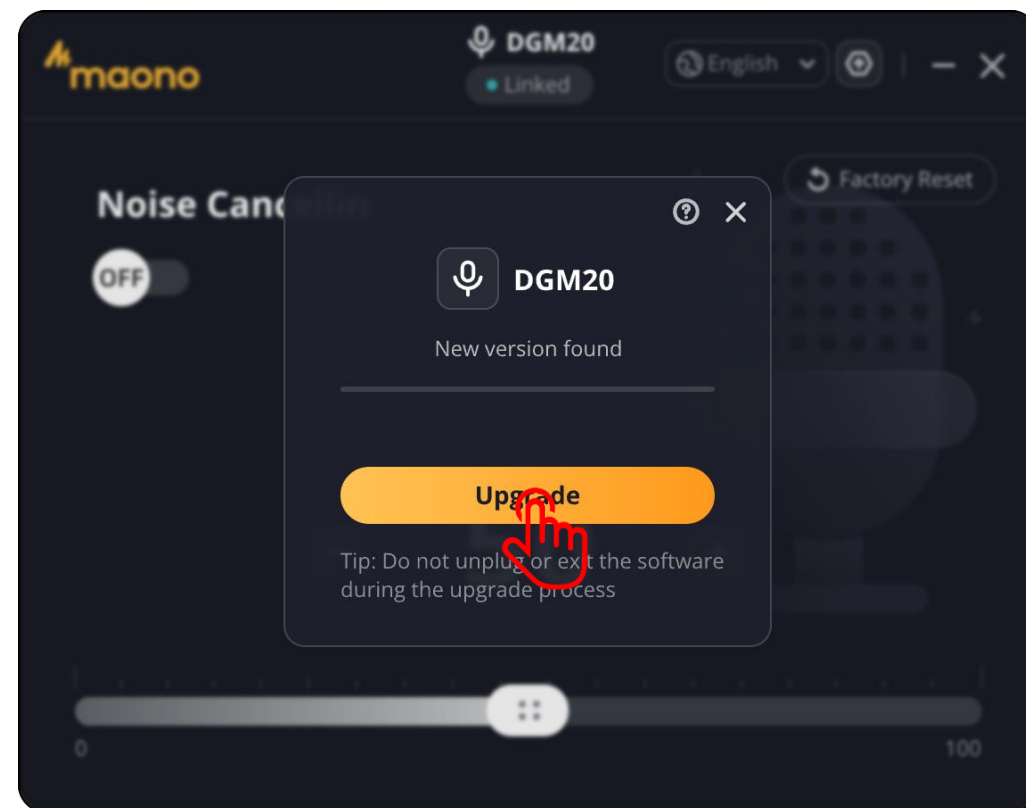 maono
DGM20
Linked
English
Factory Reset
Noise Cancellin
OFF
DGM20
New version found
Upgrade
Tip: Do not unplug or exit the software
during the upgrade process
0
100